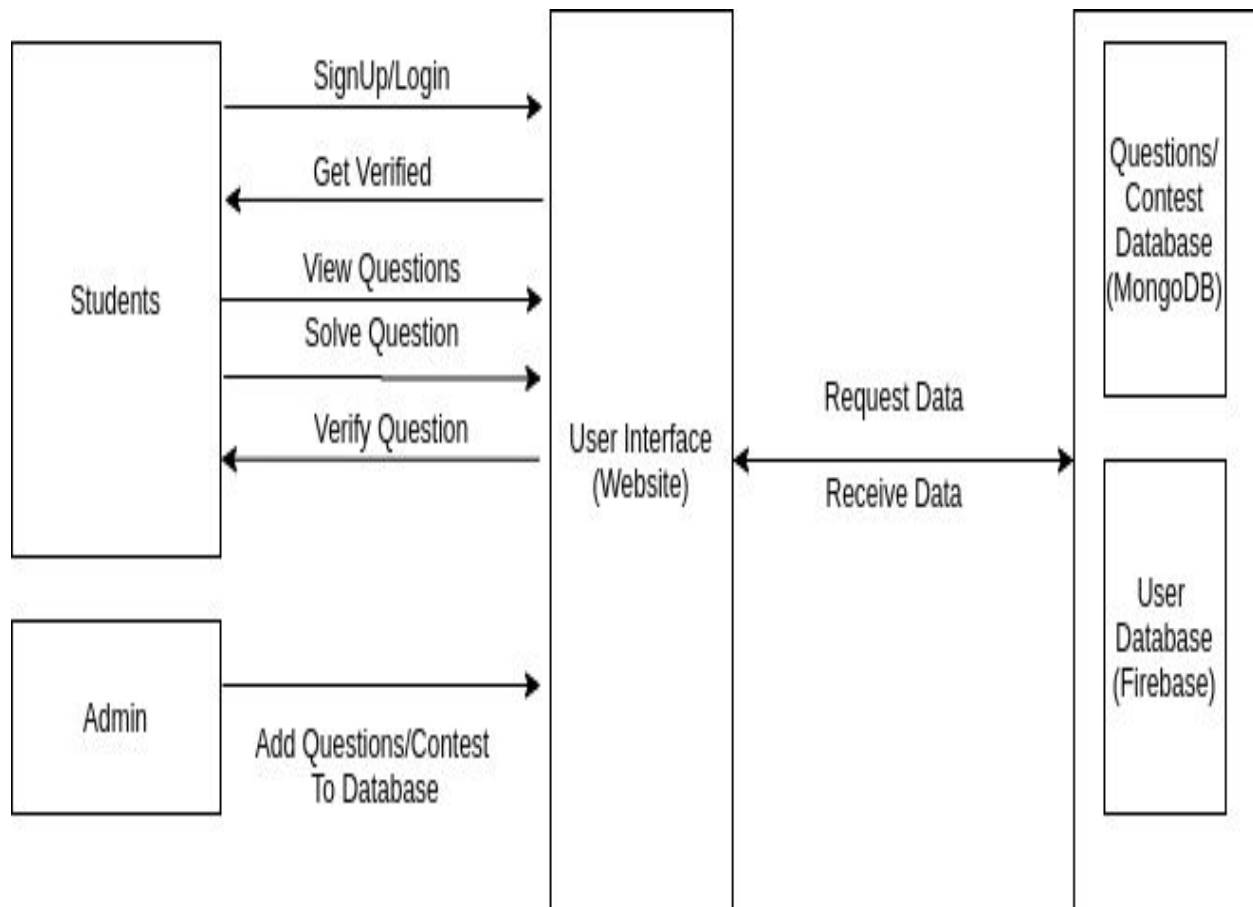 SignUp/Login
Get Verified
View Questions
Students
Solve Question
Verify Question
Admin
Add Questions/Contest
To Database
User Interface
(Website)
Request Data
Receive Data
Questions/
Contest
Database
(MongoDB)
User
Database
(Firebase)